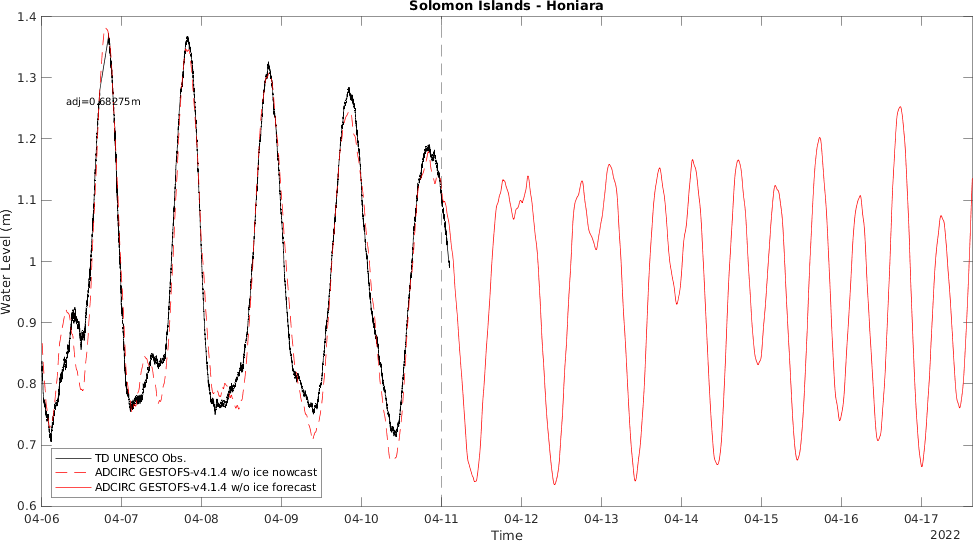 Solomon Islands - Honiara
1.4
1.3
adj=0.68275m
1.2
1.1
Water Level (m)
1
0.9
0.8
0.7
TD UNESCO Obs.
ADCIRC GESTOFS-v4.1.4 w/o ice nowcast
ADCIRC GESTOFS-v4.1.4 w/o ice forecast
0.6
04-06 04-07 04-08 04-09 04-10 04-11 04-12 04-13 04-14 04-15 04-16 04-17
Time
2022